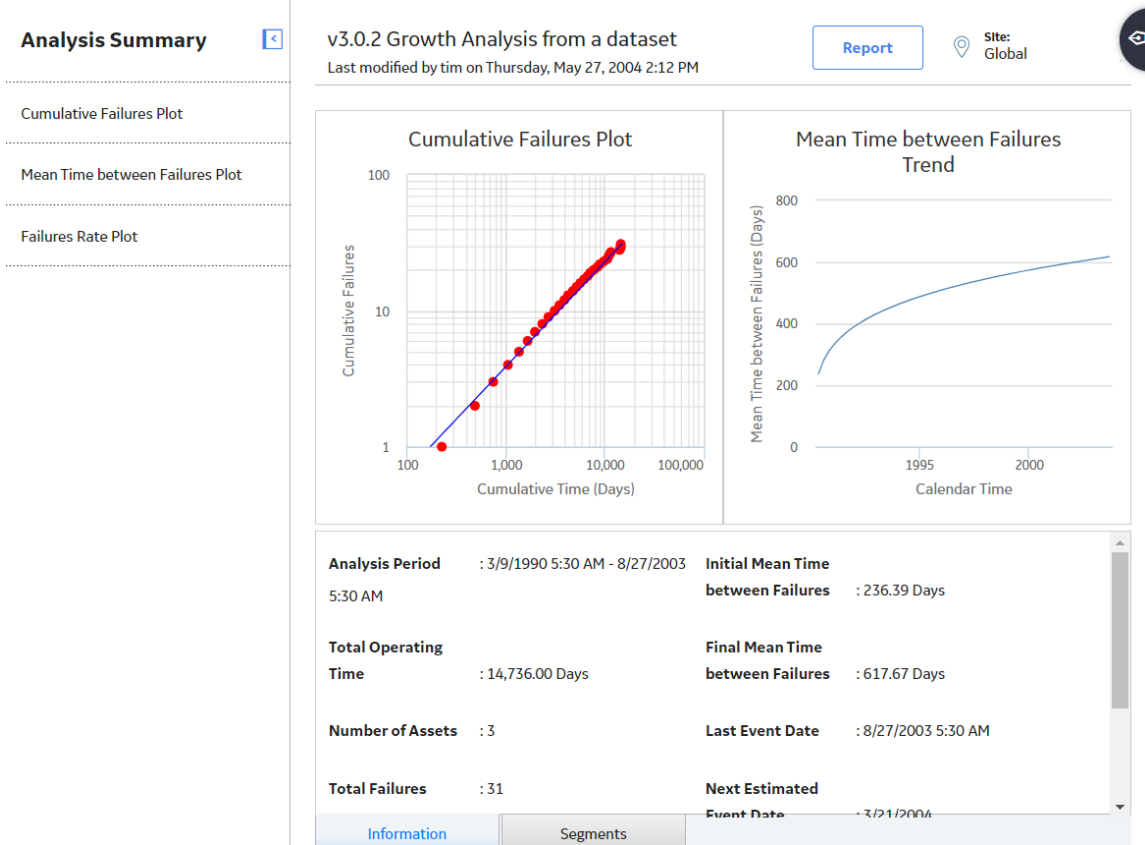 Analysis Summary
Cumulative Failures Plot
Mean Time between Failures Plot
Failures Rate Plot
v3.0.2 Growth Analysis from a dataset
Last modified by tim on Thursday, May 27, 2004 2:12 PM
Report
Site:
Global
Cumulative Failures Plot
100
10
1
Cumulative Failures
100 1,000 10,000 100,000
Cumulative Time (Days)
Mean Time between Failures
Trend
800
600
400
200
0
Mean Time between Failures (Days)
1995 2000
Calendar Time
Analysis Period : 3/9/1990 5:30 AM - 8/27/2003
5:30 AM
Total Operating
Time : 14,736.00 Days
Number of Assets : 3
Total Failures : 31
Initial Mean Time
between Failures : 236.39 Days
Final Mean Time
between Failures : 617.67 Days
Last Event Date : 8/27/2003 5:30 AM
Next Estimated
Event Date : 3/21/2004
Information
Segments